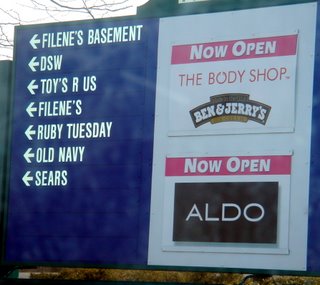 ← FILENE'S BASEMENT
← DSW
← TOY'S R US
← FILENE'S
← RUBY TUESDAY
← OLD NAVY
← SEARS
NOW OPEN
THE BODY SHOP
BEN & JERRY'S
NOW OPEN
ALDO